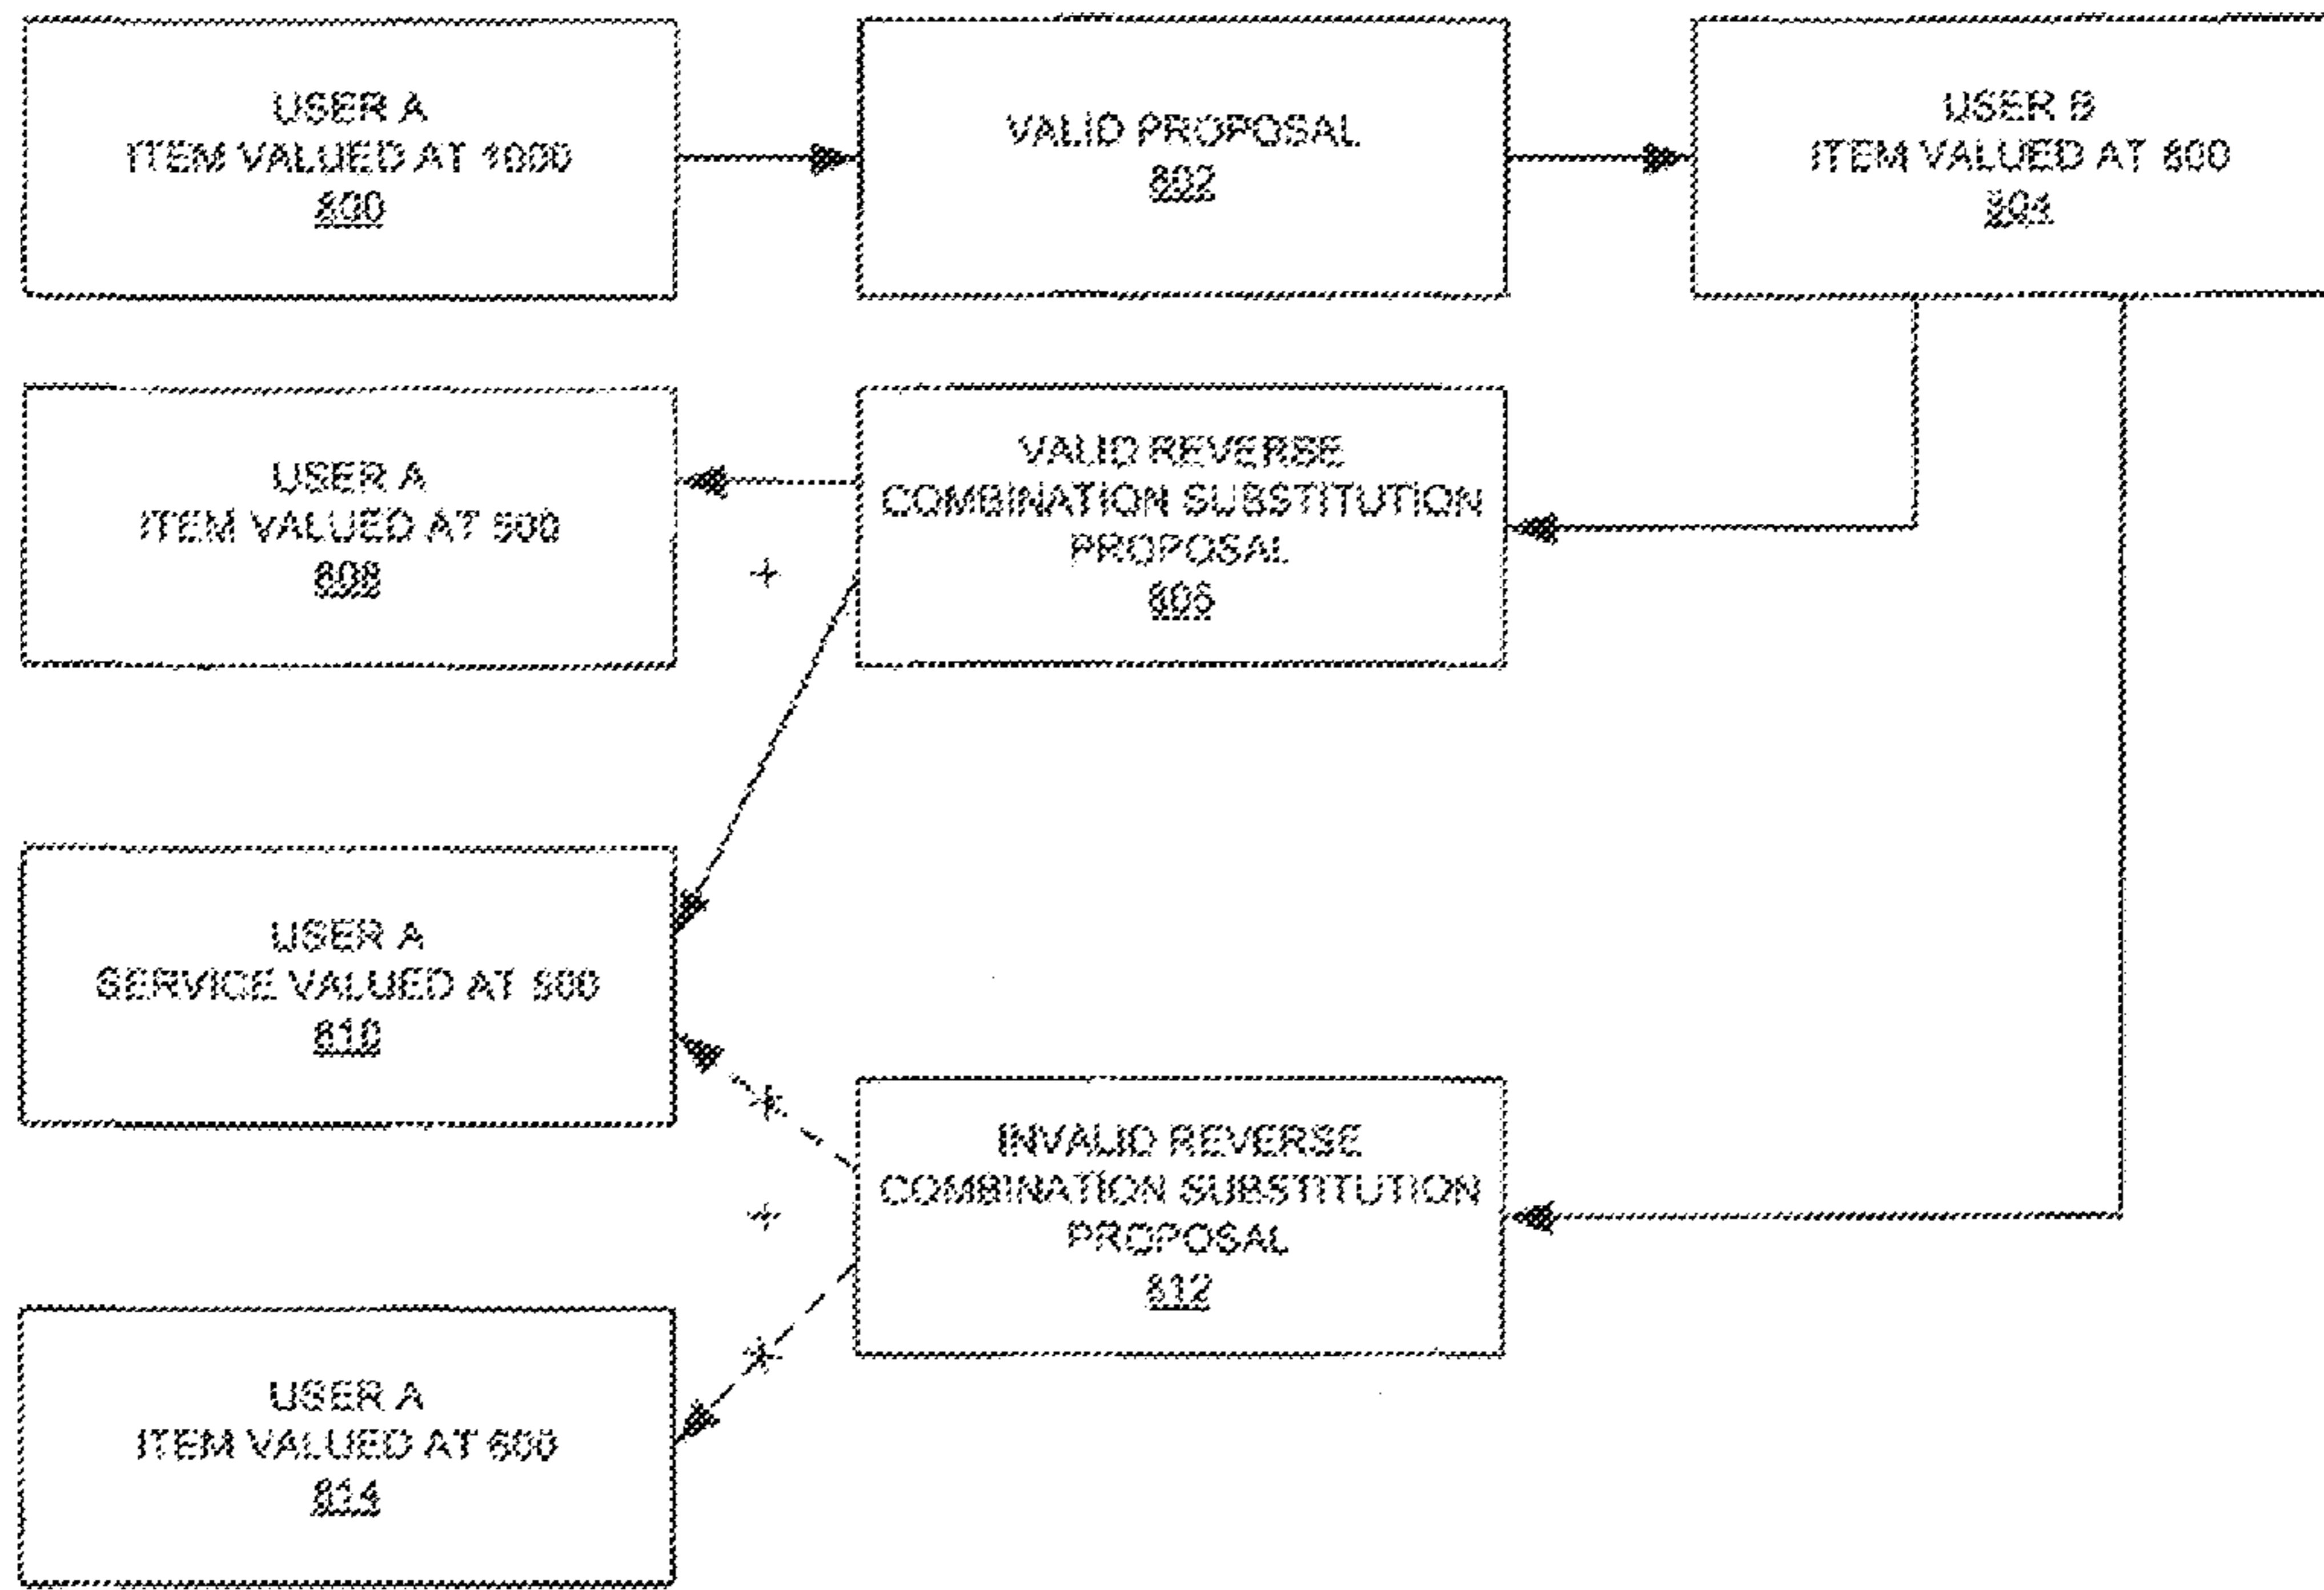 USER A
ITEM VALUED AT 1000
800
VALID PROPOSAL
802
USER B
ITEM VALUED AT 800
804
USER A
ITEM VALUED AT 500
808
+
VALID REVERSE
COMBINATION SUBSTITUTION
PROPOSAL
806
USER A
SERVICE VALUED AT 500
810
+
INVALID REVERSE
COMBINATION SUBSTITUTION
PROPOSAL
812
USER A
ITEM VALUED AT 600
814